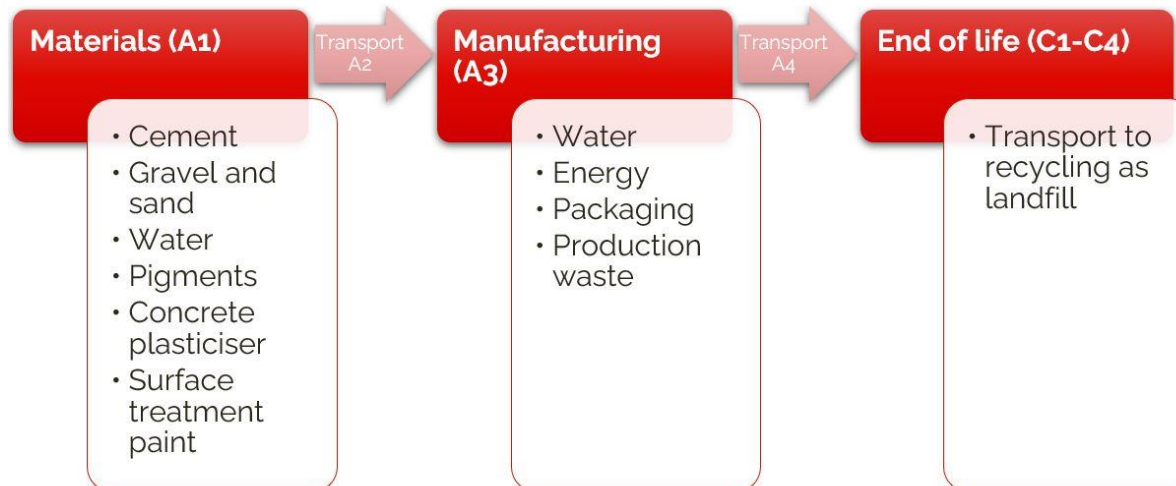 Materials (A1)
• Cement
• Gravel and
sand
• Water
• Pigments
• Concrete
plasticiser
• Surface
treatment
paint
Transport
A2
Manufacturing
(A3)
• Water
• Energy
• Packaging
• Production
waste
Transport
A4
End of life (C1-C4)
• Transport to
recycling as
landfill